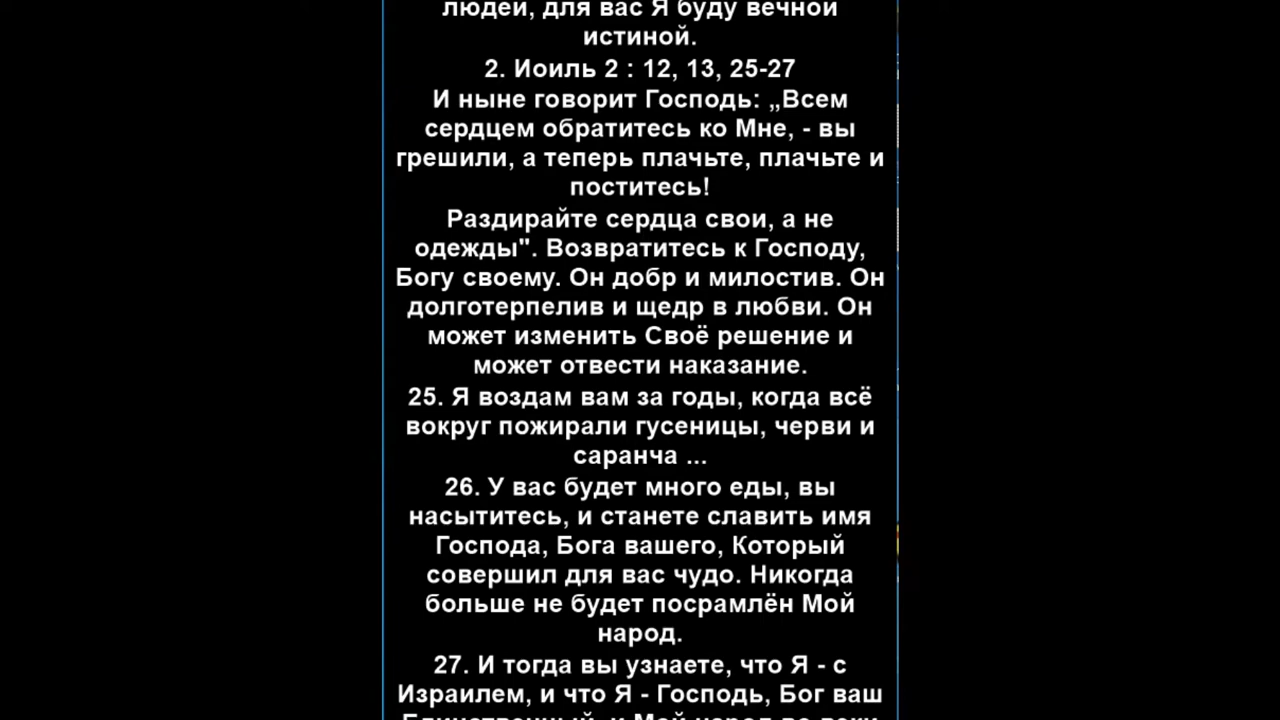 людей, для вас Я буду вечной
истиной.
2. Иоиль 2 : 12, 13, 25-27
И ныне говорит Господь: „Всем
сердцем обратитесь ко Мне, - вы
грешили, а теперь плачьте, плачьте и
поститесь!
Раздирайте сердца свои, а не
одежды". Возвратитесь к Господу,
Богу своему. Он добр и милостив. Он
долготерпелив и щедр в любви. Он
может изменить Своё решение и
может отвести наказание.
25. Я воздам вам за годы, когда всё
вокруг пожирали гусеницы, черви и
саранча ...
26. У вас будет много еды, вы
насытитесь, и станете славить имя
Господа, Бога вашего, Который
совершил для вас чудо. Никогда
больше не будет посрамлён Мой
народ.
27. И тогда вы узнаете, что Я - с
Израилем, и что Я - Господь, Бог ваш
Единственный, и Мой народ во веки